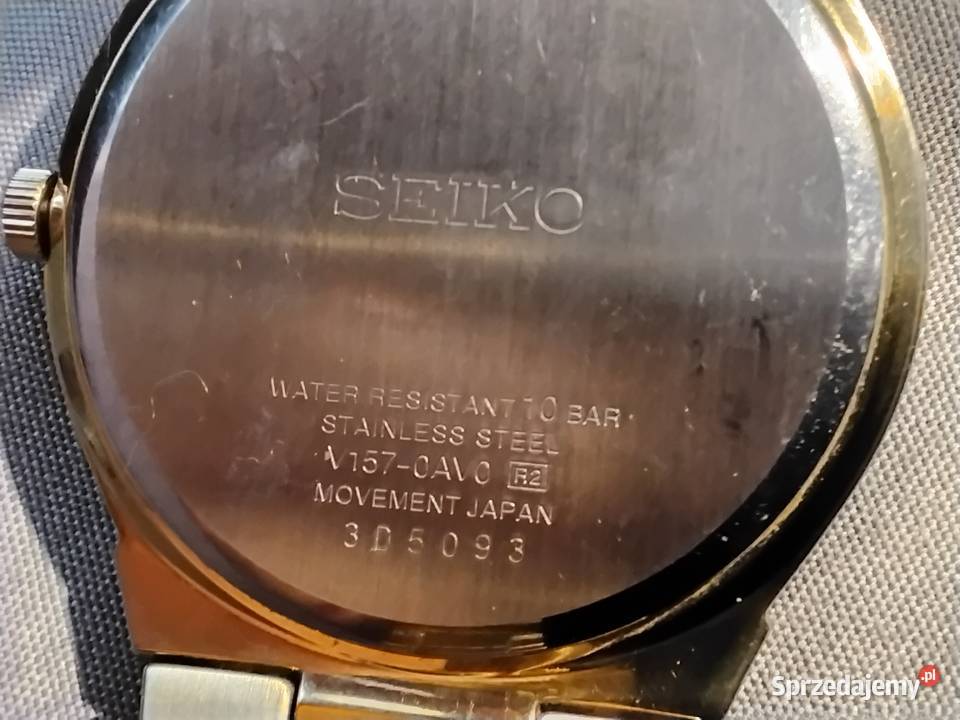 SEIKO
WATER RESISTANT 10 BAR
STAINLESS STEEL
V157-0AV0 R2
MOVEMENT JAPAN
3D5093
Sprzedajemy.pl